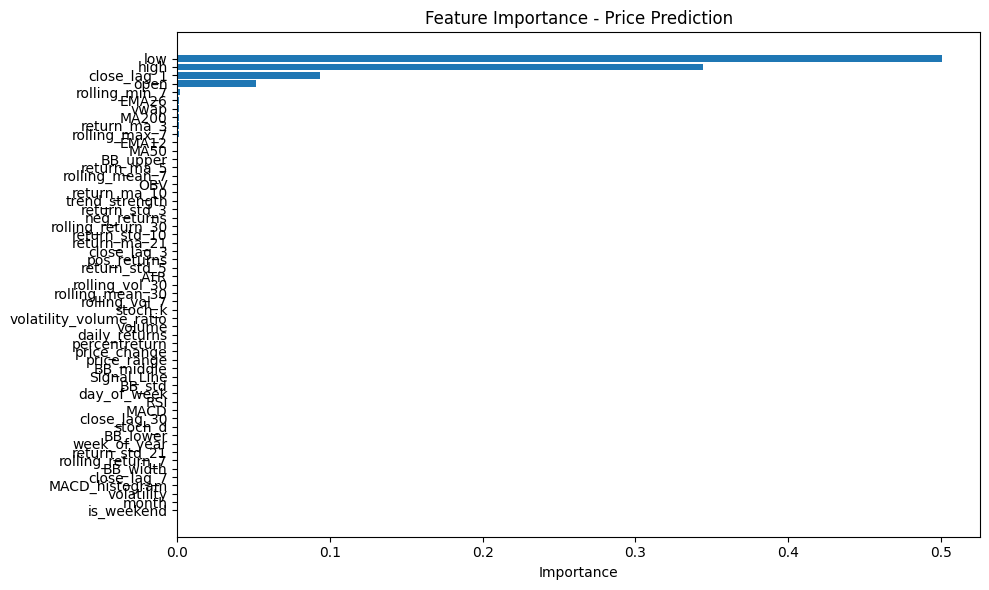 Feature Importance - Price Prediction
low
high
close_lag_1
open
rolling_min_7
EMA26
vwap
MA200
return_ma_3
rolling_max_7
EMA12
MA50
BB_upper
return_ma_5
rolling_mean_7
OBV
return_ma_10
trend_strength
return_std_3
neg_returns
rolling_return_30
return_std_10
return_ma_21
close_lag_3
pos_returns
return_std_5
ATR
rolling_vol_30
rolling_mean_30
rolling_vol_7
stoch_k
volatility_volume_ratio
volume
daily_returns
percentreturn
price_change
price_range
BB_middle
Signal_Line
BB_std
day_of_week
RSI
MACD
close_lag_30
stoch_d
BB_lower
week_of_year
return_std_21
rolling_return_7
BB_width
close_lag_7
MACD_histogram
volatility
month
is_weekend
0.0 0.1 0.2 0.3 0.4 0.5
Importance